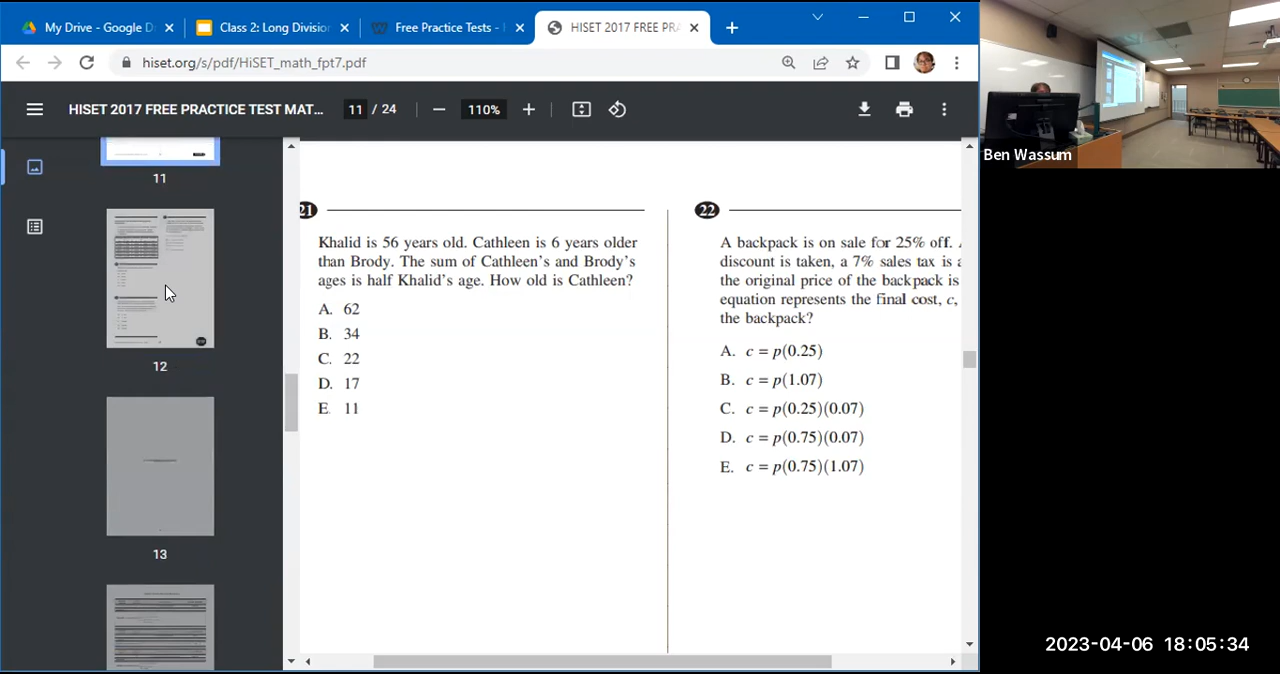 My Drive - Google D
Class 2: Long Division
Free Practice Tests -
HISET 2017 FREE PRA
hiset.org/s/pdf/HiSET_math_fpt7.pdf
HISET 2017 FREE PRACTICE TEST MAT...
11 / 24
110%
Ben Wassum
11
12
13
21
Khalid is 56 years old. Cathleen is 6 years older
than Brody. The sum of Cathleen's and Brody's
ages is half Khalid's age. How old is Cathleen?
A. 62
B. 34
C. 22
D. 17
E. 11
22
A backpack is on sale for 25% off.
discount is taken, a 7% sales tax is a
the original price of the backpack is
equation represents the final cost, c,
the backpack?
A. c = p(0.25)
B. c = p(1.07)
C. c = p(0.25)(0.07)
D. c = p(0.75)(0.07)
E. c = p(0.75)(1.07)
2023-04-06 18:05:34